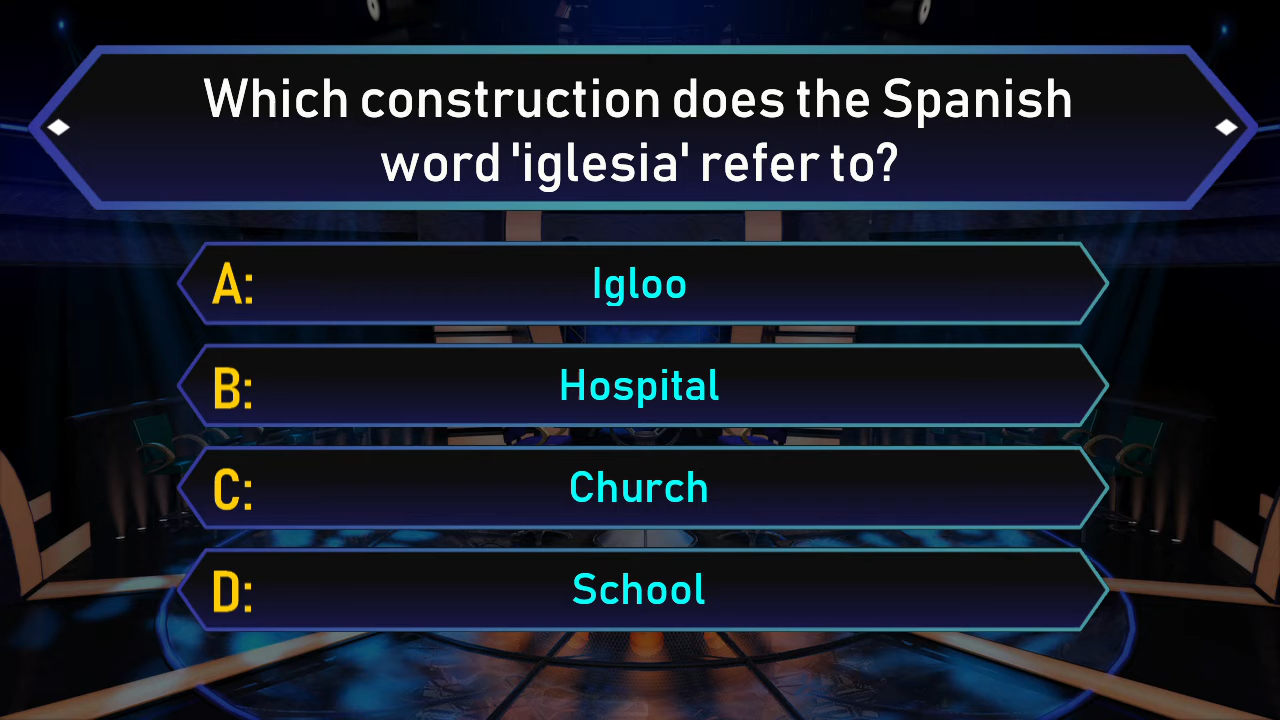 Which construction does the Spanish
word 'iglesia' refer to?
A: Igloo
B: Hospital
C: Church
D: School